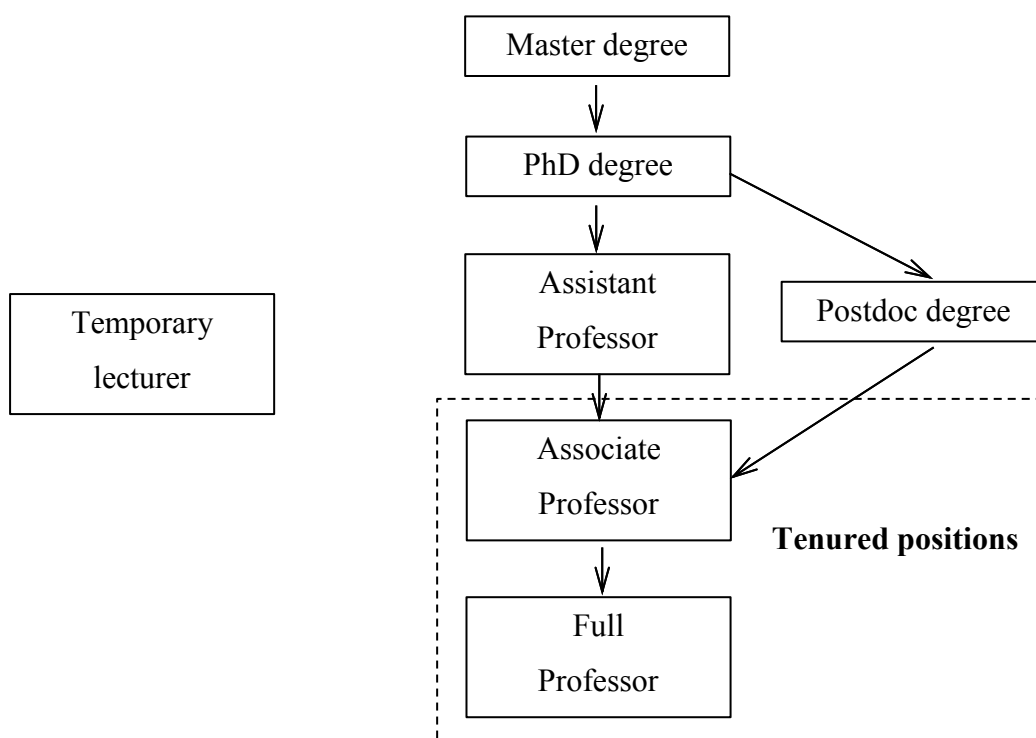 Master degree
PhD degree
Assistant
Professor
Postdoc degree
Temporary
lecturer
Associate
Professor
Tenured positions
Full
Professor